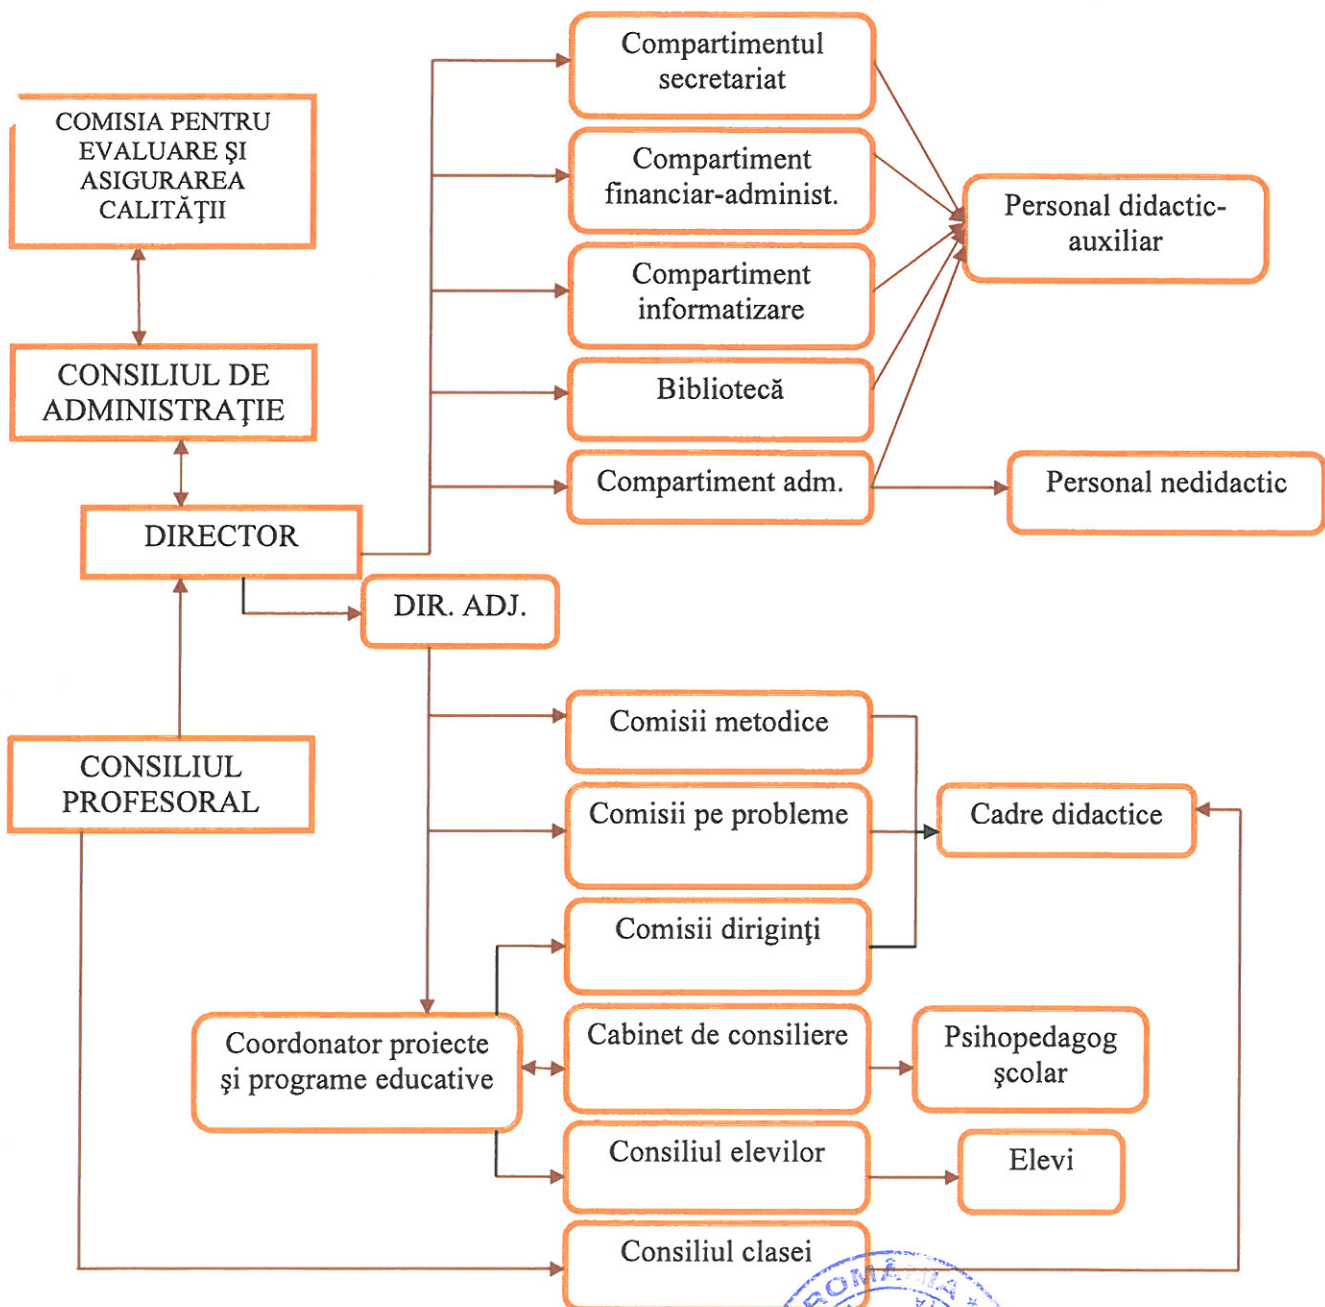 Compartimentul
secretariat
COMISIA PENTRU
EVALUARE ŞI
ASIGURAREA
CALITĂŢII
Compartiment
financiar-administ.
Personal didactic-
auxiliar
Compartiment
informatizare
CONSILIUL DE
ADMINISTRAŢIE
Bibliotecă
Compartiment adm.
Personal nedidactic
DIRECTOR
DIR. ADJ.
Comisii metodice
CONSILIUL
PROFESORAL
Comisii pe probleme
Cadre didactice
Comisii diriginţi
Coordonator proiecte
şi programe educative
Cabinet de consiliere
Psihopedagog
şcolar
Consiliul elevilor
Elevi
Consiliul clasei
ROMÂNIA